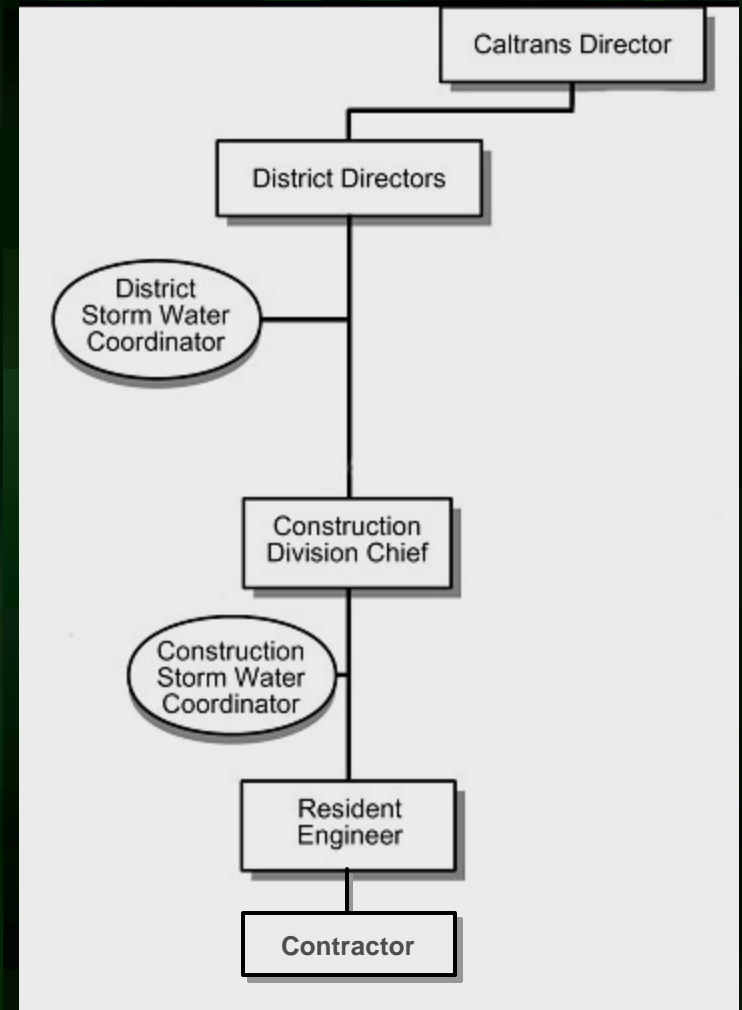 Caltrans Director
District Directors
District
Storm Water
Coordinator
Construction
Division Chief
Construction
Storm Water
Coordinator
Resident
Engineer
Contractor